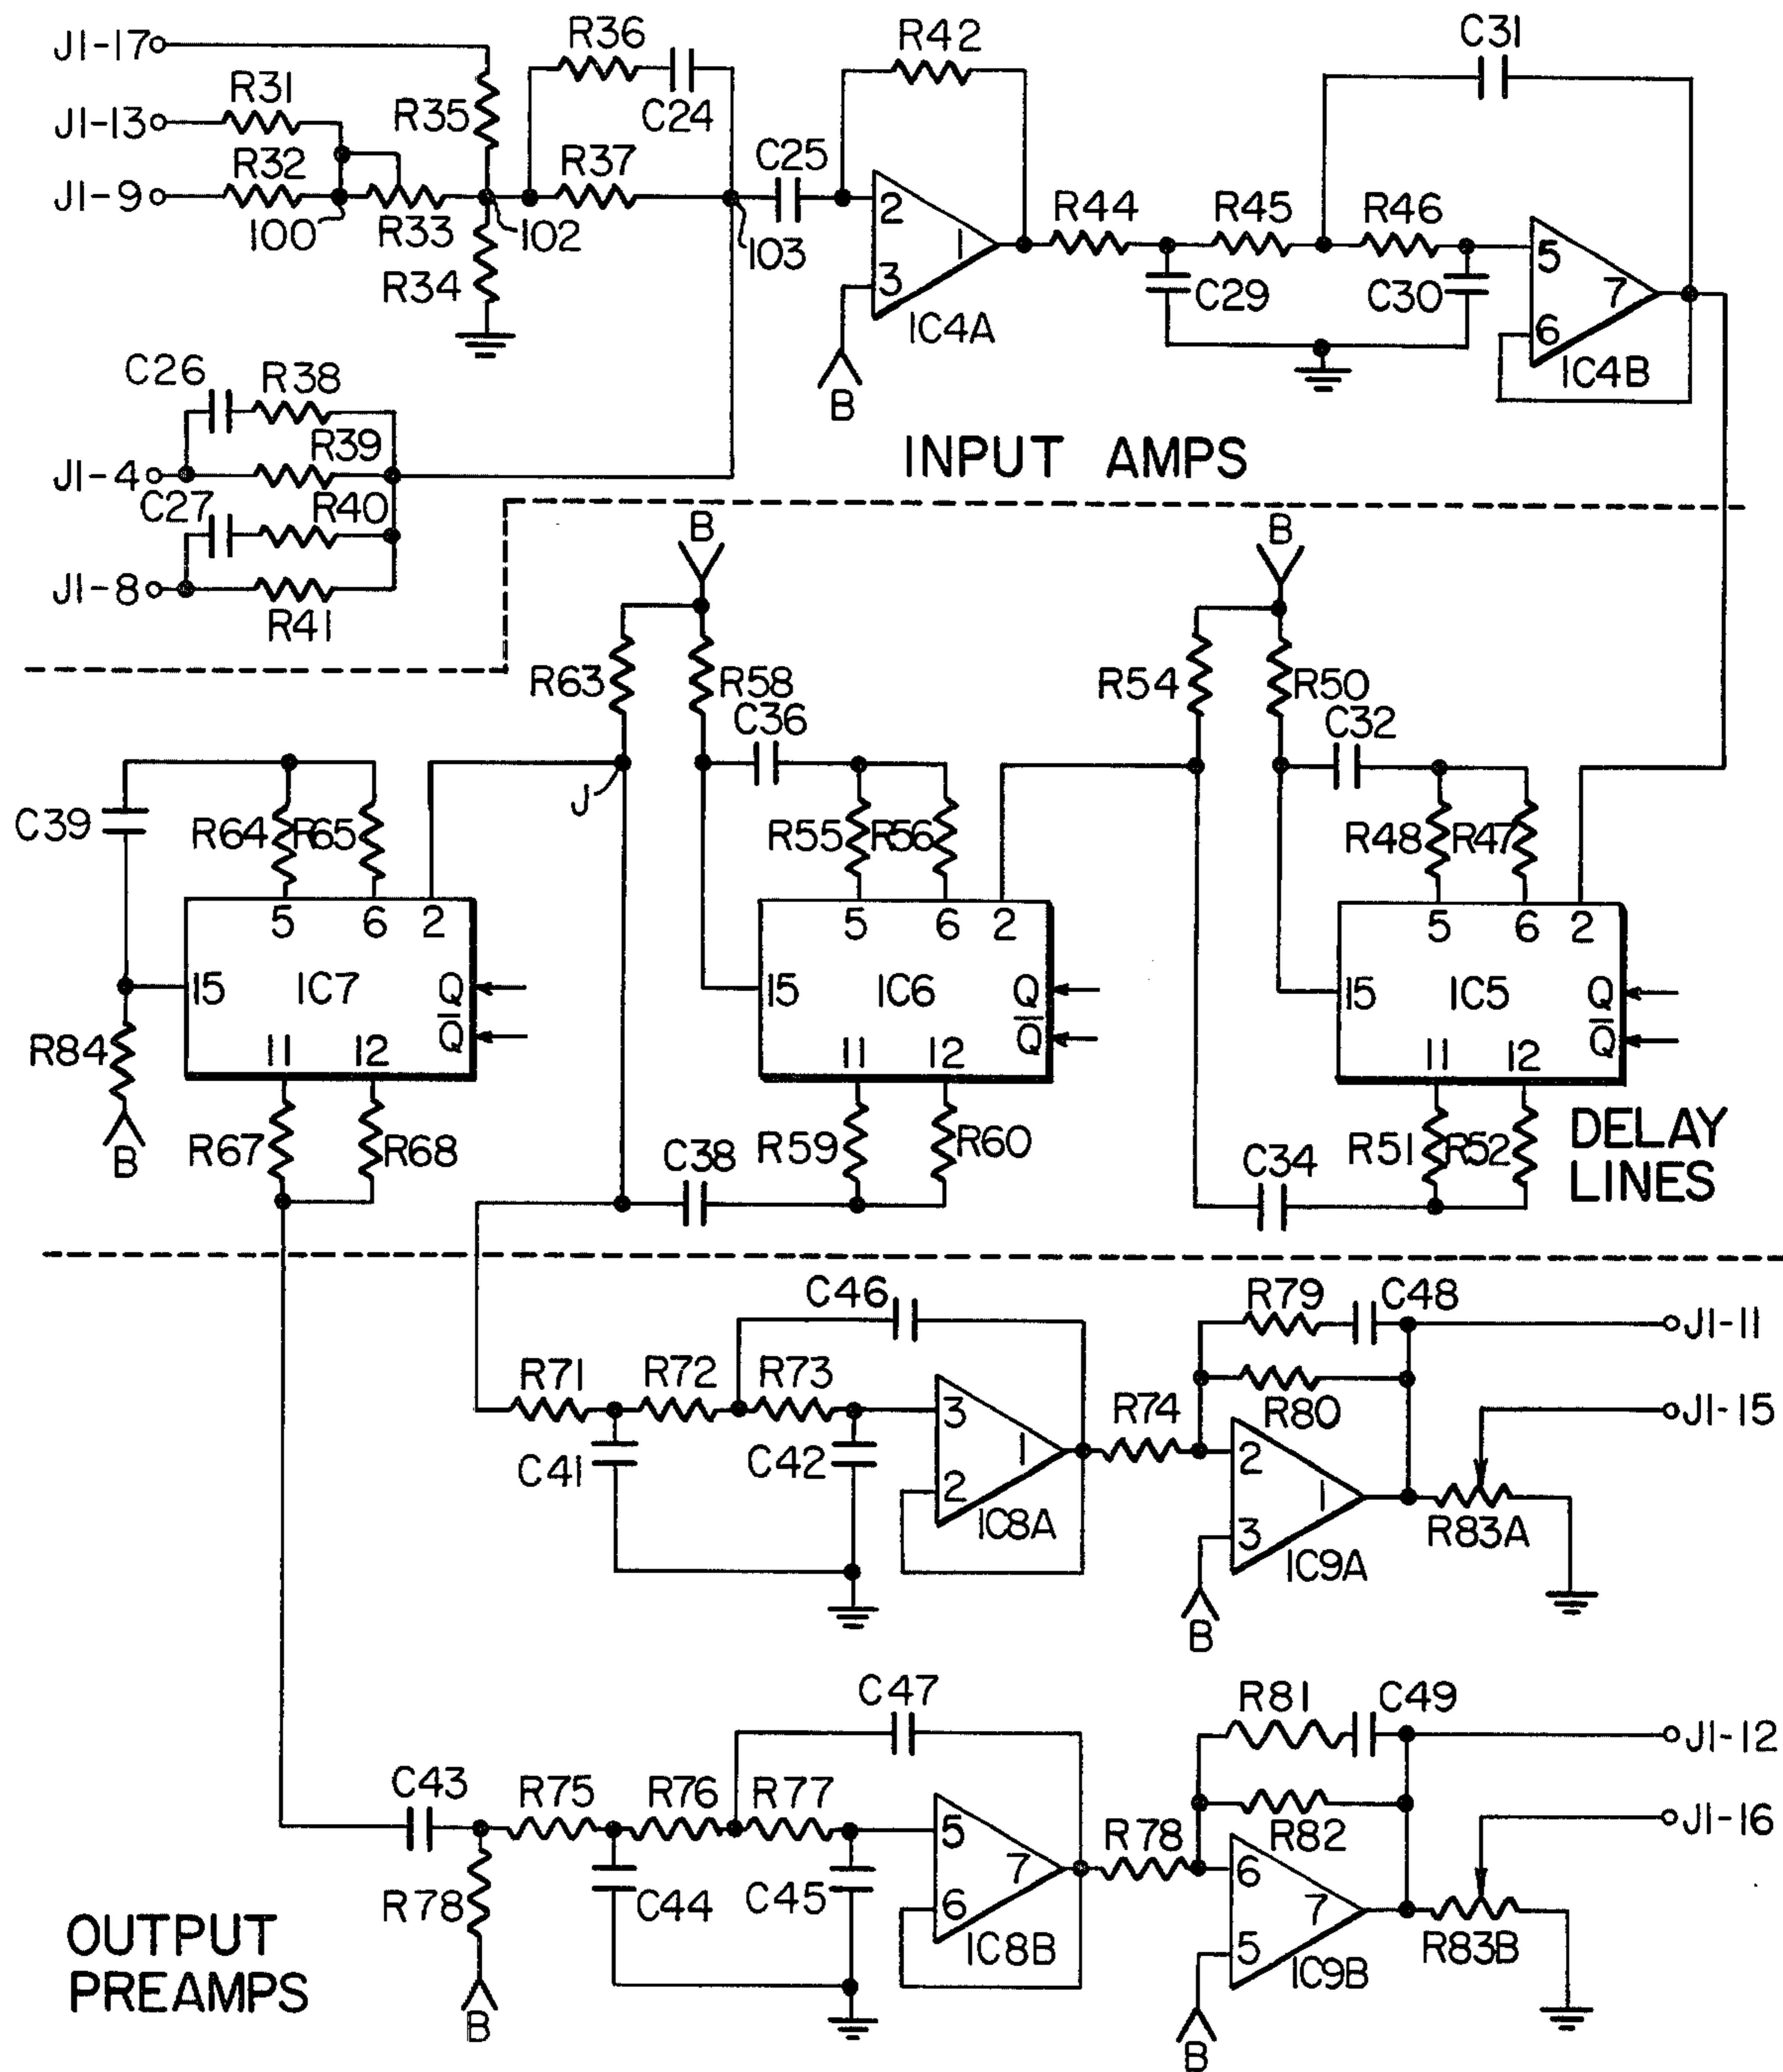 J1-17
R36
R42
C31
R31
J1-13
R35
C24
R32
R37
C25
J1-9
100
R33
102
103
2
1
3
R44
R45
R46
5
7
6
R34
IC4A
C29
C30
IC4B
B
C26
R38
R39
J1-4
C27
R40
J1-8
R41
INPUT AMPS
B
B
R63
R58
R54
R50
C36
C32
J
C39
R64
R65
R55
R56
R48
R47
5
6
2
5
6
2
5
6
2
15
IC7
Q
15
IC6
Q
15
IC5
Q
Q̅
Q̅
Q̅
R84
11
12
11
12
11
12
B
R67
R68
C38
R59
R60
C34
R51
R52
DELAY
LINES
C46
R79
C48
J1-11
R71
R72
R73
R74
R80
J1-15
3
1
2
2
1
3
C41
C42
IC8A
IC9A
R83A
B
C47
R81
C49
J1-12
C43
R75
R76
R77
R78
R82
J1-16
5
7
6
6
7
5
R78
C44
C45
IC8B
IC9B
R83B
B
B
OUTPUT
PREAMPS